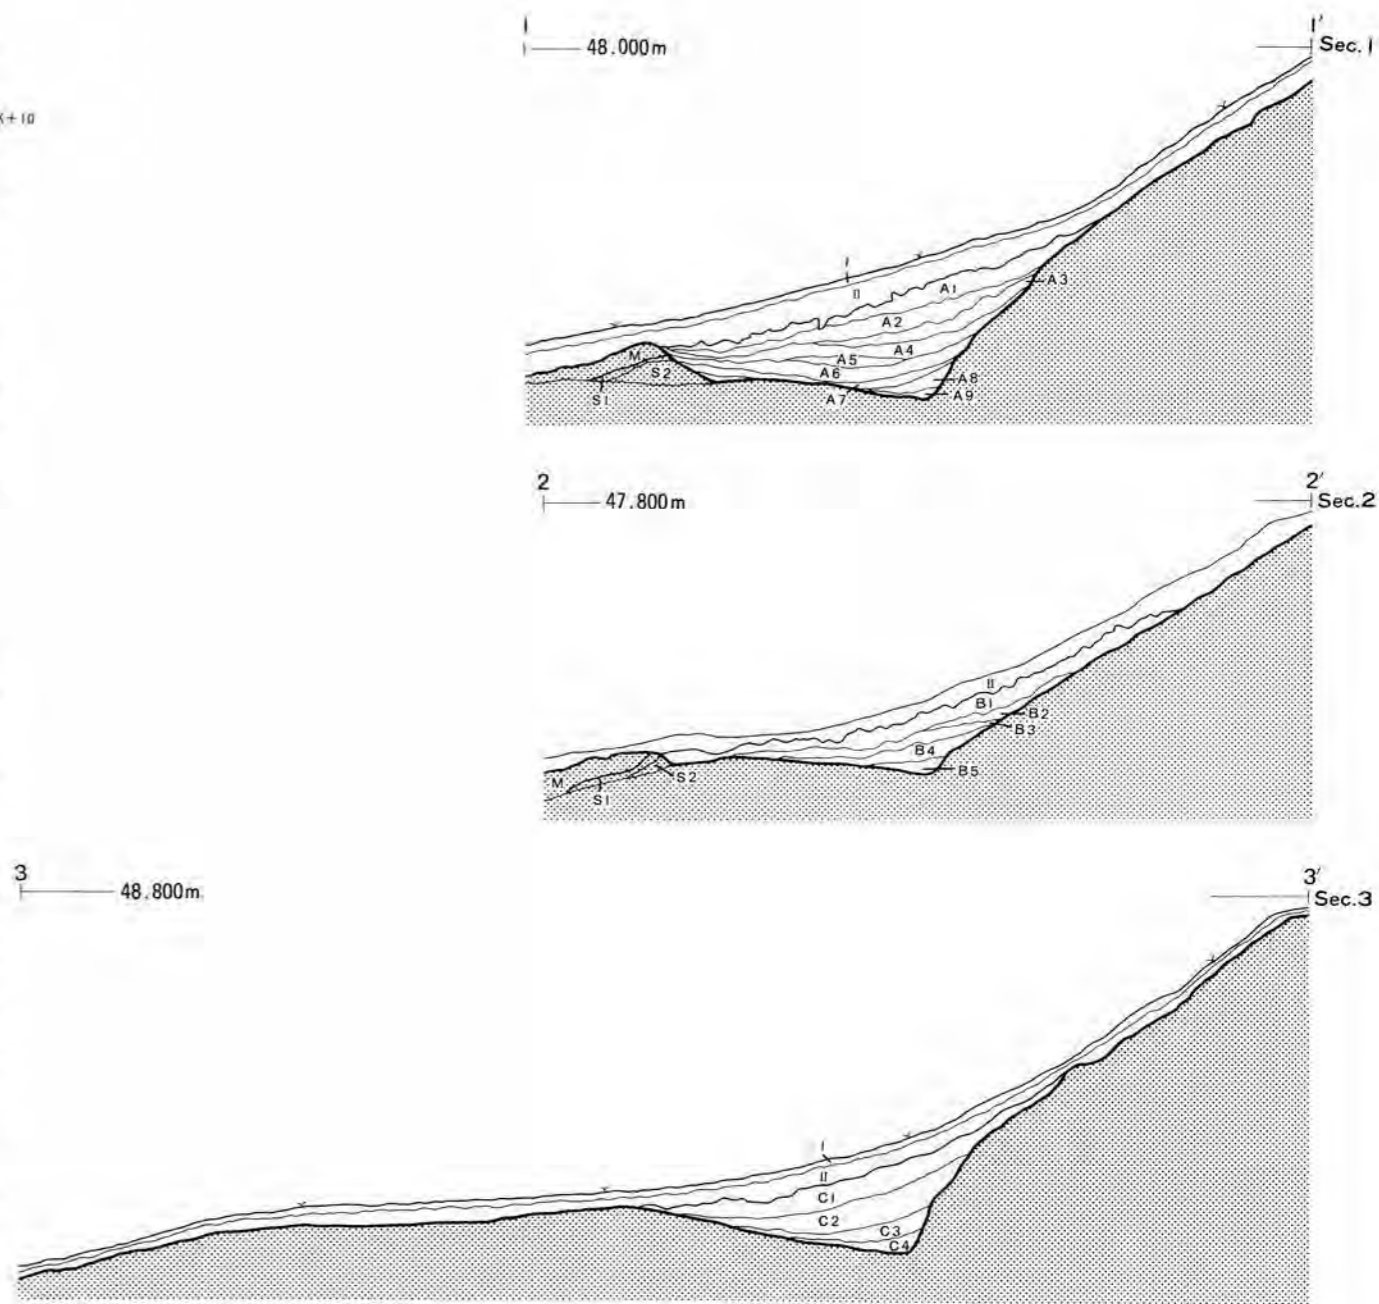 1 1′
48.000m Sec.1
K+10
I
II A1 A3
A2
A4
M A5
S2 A6 A8
S1 A7 A9
2 2′
47.800m Sec.2
II
B1
B2
B3
B4
M S2 B5
S1
3 3′
48.800m Sec.3
I
II
C1
C2
C3
C4